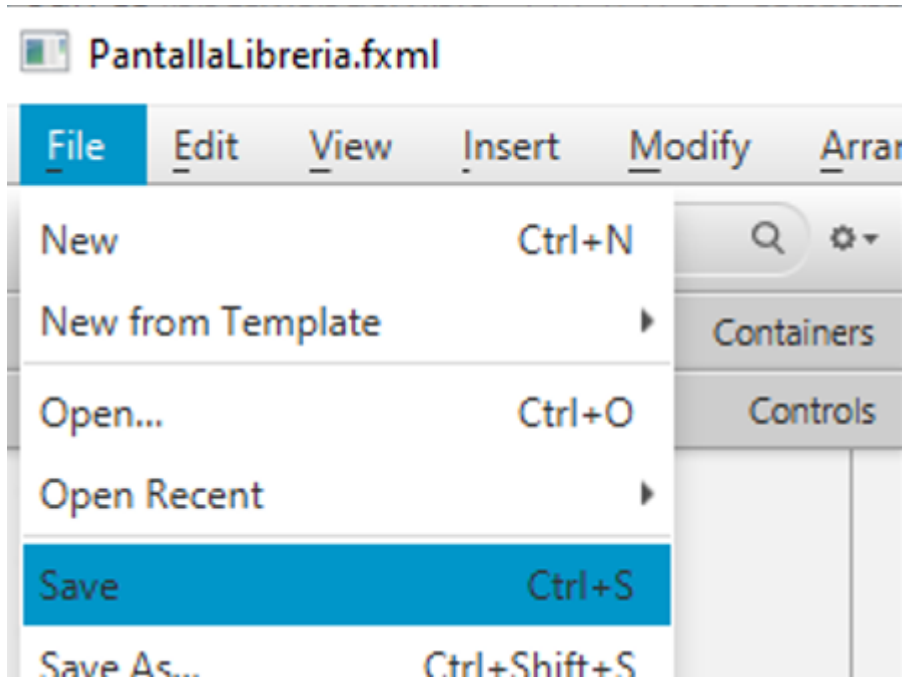 PantallaLibreria.fxml
File Edit View Insert Modify
New Ctrl+N
New from Template
Containers
Open... Ctrl+O
Controls
Open Recent
Save Ctrl+S
Save As... Ctrl+Shift+S